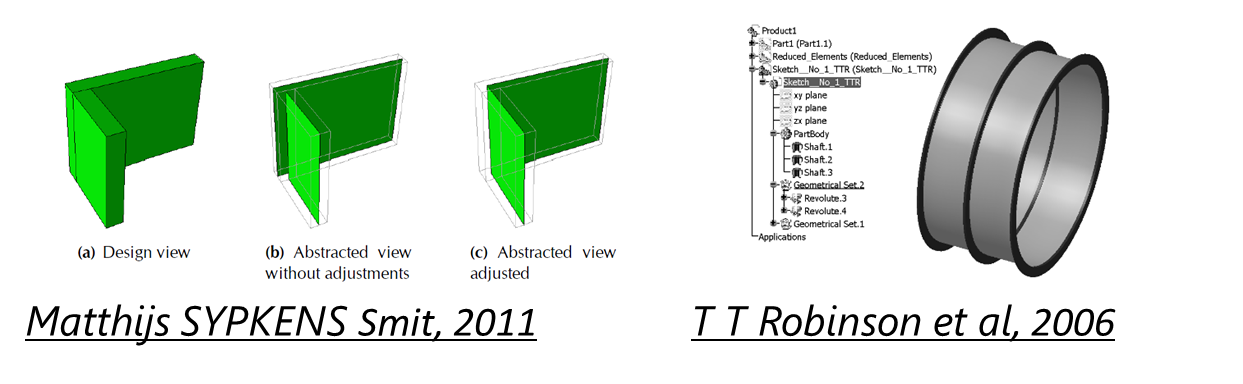 (a) Design view
(b) Abstracted view
without adjustments
(c) Abstracted view
adjusted
Matthijs SYPKENS Smit, 2011
Product1
Part1 (Part1.1)
Reduced_Elements (Reduced_Elements)
Sketch__No_1_TTR (Sketch__No_1_TTR)
Sketch__No_1_TTR
xy plane
yz plane
zx plane
PartBody
Shaft.1
Shaft.2
Shaft.3
Geometrical Set.2
Revolute.3
Revolute.4
Geometrical Set.1
Applications
T T Robinson et al, 2006